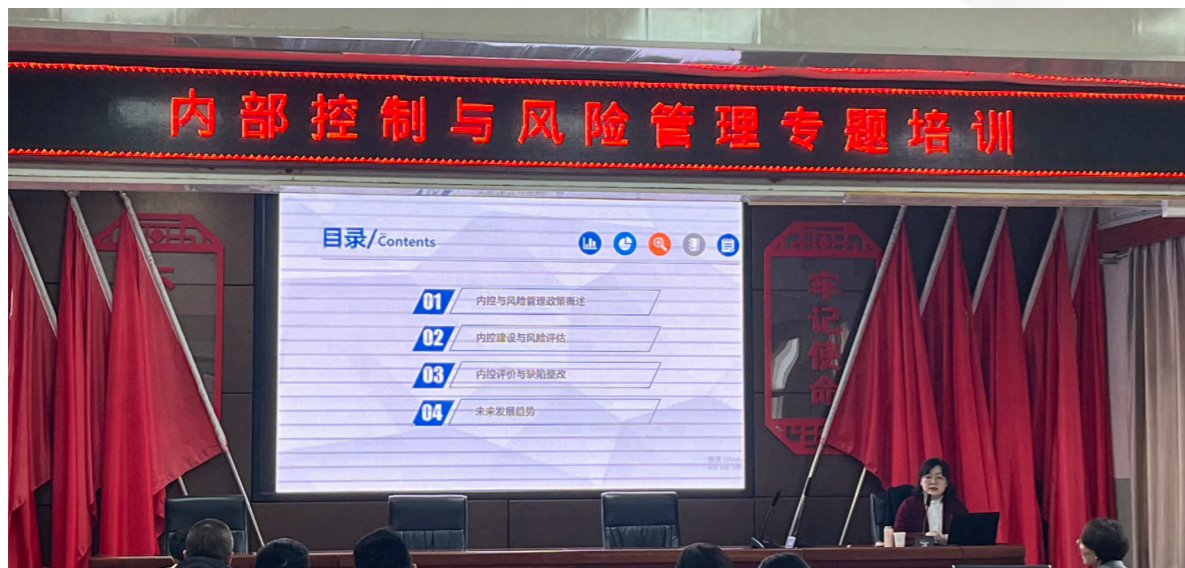 内部控制与风险管理专题培训
目录/Contents
01 内控与风险管理政策概述
02 内控建设与风险评估
03 内控评价与缺陷整改
04 未来发展趋势
牢记使命